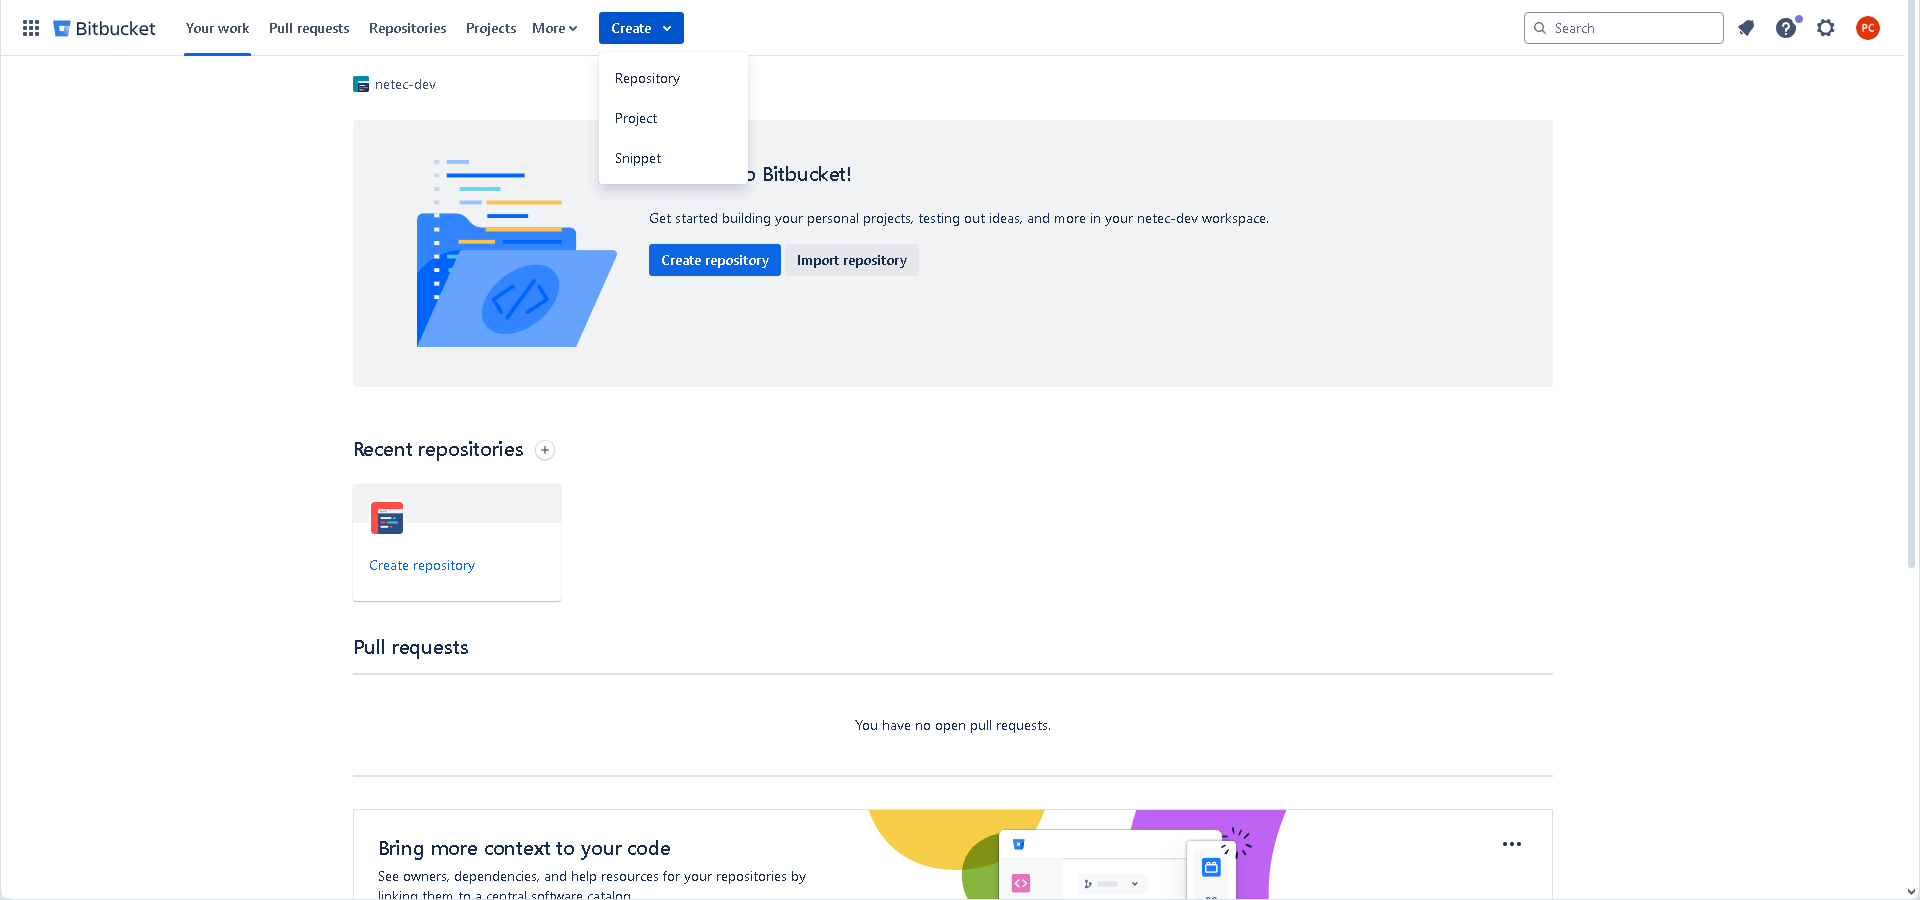 Bitbucket
Your work
Pull requests
Repositories
Projects
More
Create
Search
PC
Repository
Project
Snippet
netec-dev
o Bitbucket!
Get started building your personal projects, testing out ideas, and more in your netec-dev workspace.
Create repository
Import repository
Recent repositories
Create repository
Pull requests
You have no open pull requests.
Bring more context to your code
See owners, dependencies, and help resources for your repositories by
linking them to a central software catalog